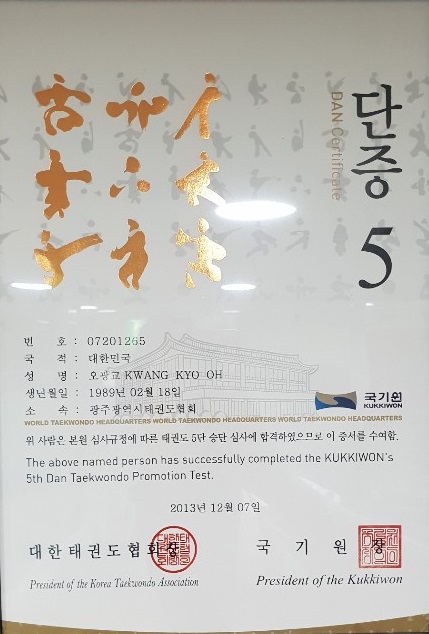 단증
DAN Certificate
5
번 호 : 07201265
국 적 : 대한민국
성 명 : 오광교 KWANG KYO OH
생년월일 : 1989년 02월 18일
소 속 : 광주광역시태권도협회
국기원
KUKKIWON
WORLD TAEKWONDO HEADQUARTERS WORLD TAEKWONDO HEADQUARTERS WORLD TAEKWONDO HEADQUARTERS
위 사람은 본원 심사규정에 따른 태권도 5단 승단 심사에 합격하였으므로 이 증서를 수여함.
The above named person has successfully completed the KUKKIWON's
5th Dan Taekwondo Promotion Test.
2013년 12월 07일
대한태권도협회장
President of the Korea Taekwondo Association
국기원장
President of the Kukkiwon